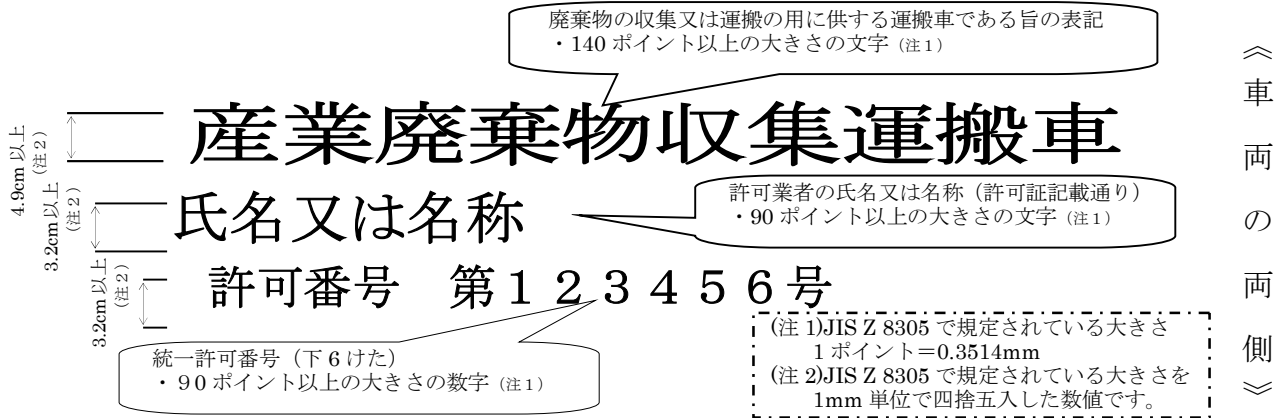 廃棄物の収集又は運搬の用に供する運搬車である旨の表記
・140 ポイント以上の大きさの文字（注１）
産業廃棄物収集運搬車
4.9cm 以上
（注２）
氏名又は名称
3.2cm 以上
（注２）
許可業者の氏名又は名称（許可証記載通り）
・90 ポイント以上の大きさの文字（注１）
許可番号　第１２３４５６号
3.2cm 以上
（注２）
統一許可番号（下６けた）
・９０ポイント以上の大きさの数字（注１）
(注 1)JIS Z 8305 で規定されている大きさ
1 ポイント＝0.3514mm
(注 2)JIS Z 8305 で規定されている大きさを
1mm 単位で四捨五入した数値です。
《車両の両側》